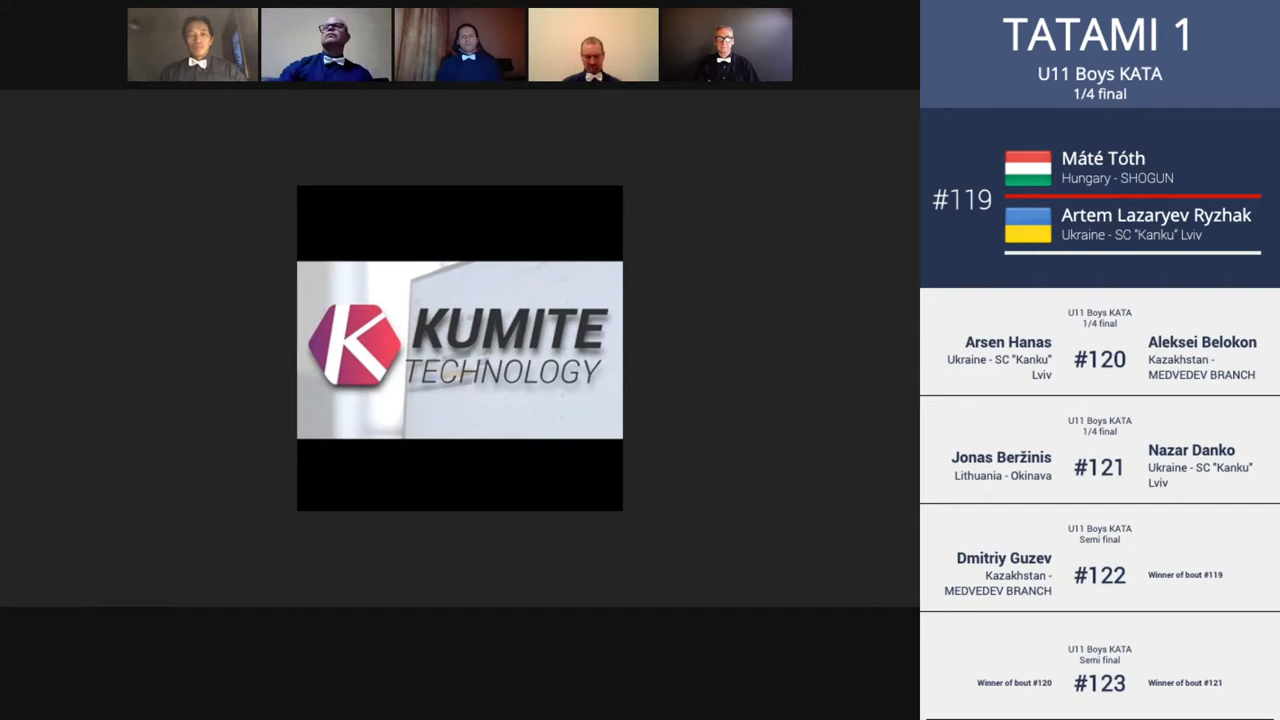 TATAMI 1
U11 Boys KATA
1/4 final
#119
Máté Tóth
Hungary - SHOGUN
Artem Lazaryev Ryzhak
Ukraine - SC "Kanku" Lviv
K KUMITE
TECHNOLOGY
U11 Boys KATA
1/4 final
Arsen Hanas
Ukraine - SC "Kanku"
Lviv
#120
Aleksei Belokon
Kazakhstan -
MEDVEDEV BRANCH
U11 Boys KATA
1/4 final
Jonas Beržinis
Lithuania - Okinava
#121
Nazar Danko
Ukraine - SC "Kanku"
Lviv
U11 Boys KATA
Semi final
Dmitriy Guzev
Kazakhstan -
MEDVEDEV BRANCH
#122
Winner of bout #119
U11 Boys KATA
Semi final
Winner of bout #120
#123
Winner of bout #121